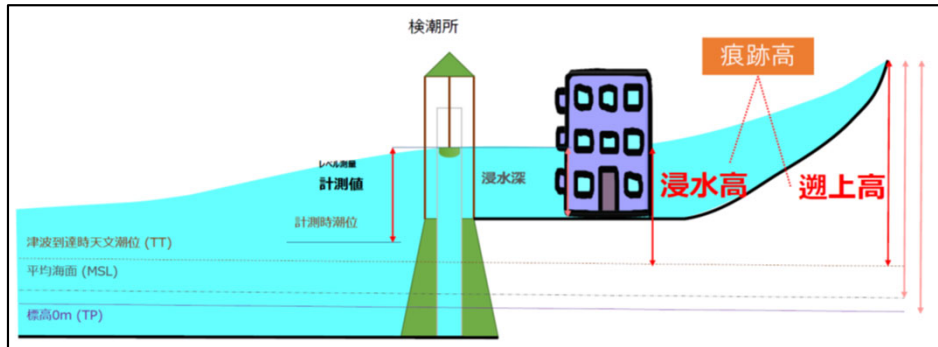 検潮所
痕跡高
レベル測量
計測値
浸水深
浸水高
遡上高
計測時潮位
津波到達時天文潮位 (TT)
平均海面 (MSL)
標高0m (TP)